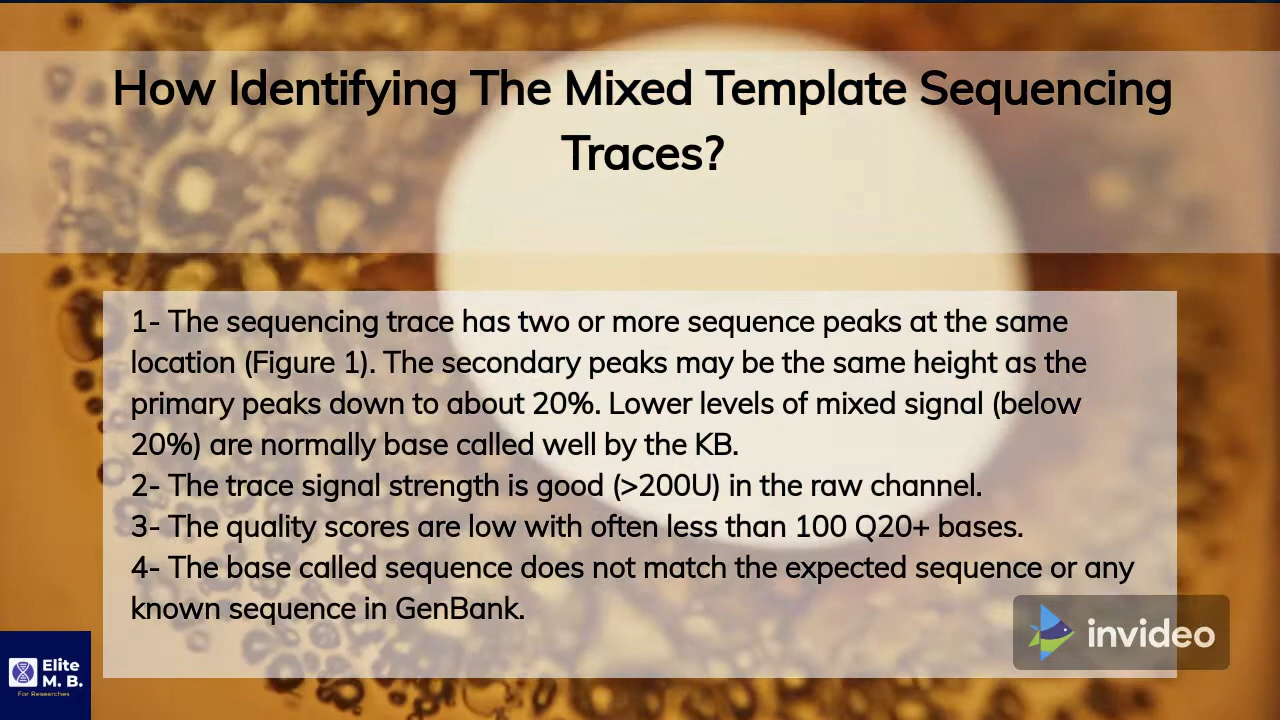 How Identifying The Mixed Template Sequencing
Traces?
1- The sequencing trace has two or more sequence peaks at the same
location (Figure 1). The secondary peaks may be the same height as the
primary peaks down to about 20%. Lower levels of mixed signal (below
20%) are normally base called well by the KB.
2- The trace signal strength is good (>200U) in the raw channel.
3- The quality scores are low with often less than 100 Q20+ bases.
4- The base called sequence does not match the expected sequence or any
known sequence in GenBank.
invideo
Elite
M. B.
For Researches